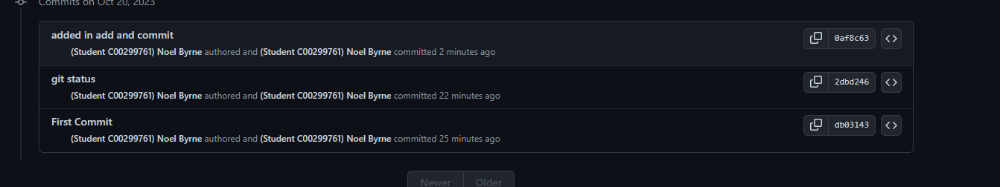 Commits on Oct 20, 2023
added in add and commit
0af8c63
(Student C00299761) Noel Byrne authored and (Student C00299761) Noel Byrne committed 2 minutes ago
git status
2dbd246
(Student C00299761) Noel Byrne authored and (Student C00299761) Noel Byrne committed 22 minutes ago
First Commit
db03143
(Student C00299761) Noel Byrne authored and (Student C00299761) Noel Byrne committed 25 minutes ago
Newer Older